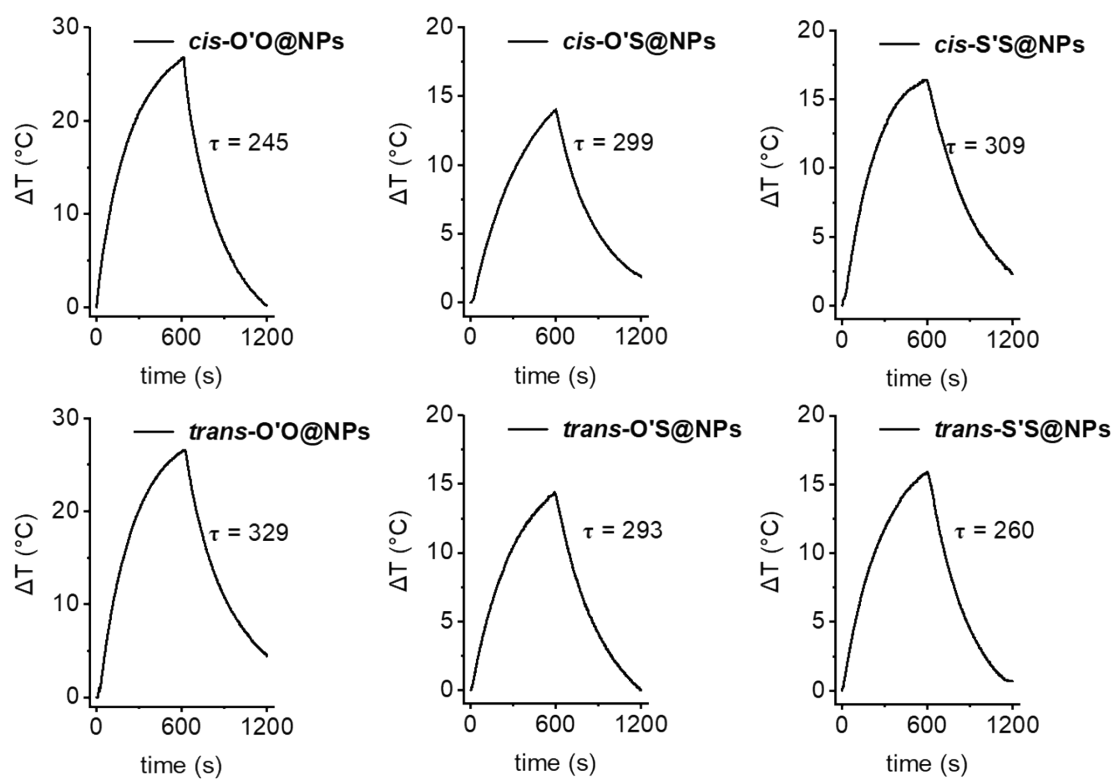 30
cis-O'O@NPs
20
τ = 245
ΔT (°C)
10
0
0 600 1200
time (s)
20
cis-O'S@NPs
15
τ = 299
ΔT (°C)
10
5
0
0 600 1200
time (s)
20
cis-S'S@NPs
15
τ = 309
ΔT (°C)
10
5
0
0 600 1200
time (s)
30
trans-O'O@NPs
20
τ = 329
ΔT (°C)
10
0
0 600 1200
time (s)
20
trans-O'S@NPs
15
τ = 293
ΔT (°C)
10
5
0
0 600 1200
time (s)
20
trans-S'S@NPs
15
τ = 260
ΔT (°C)
10
5
0
0 600 1200
time (s)